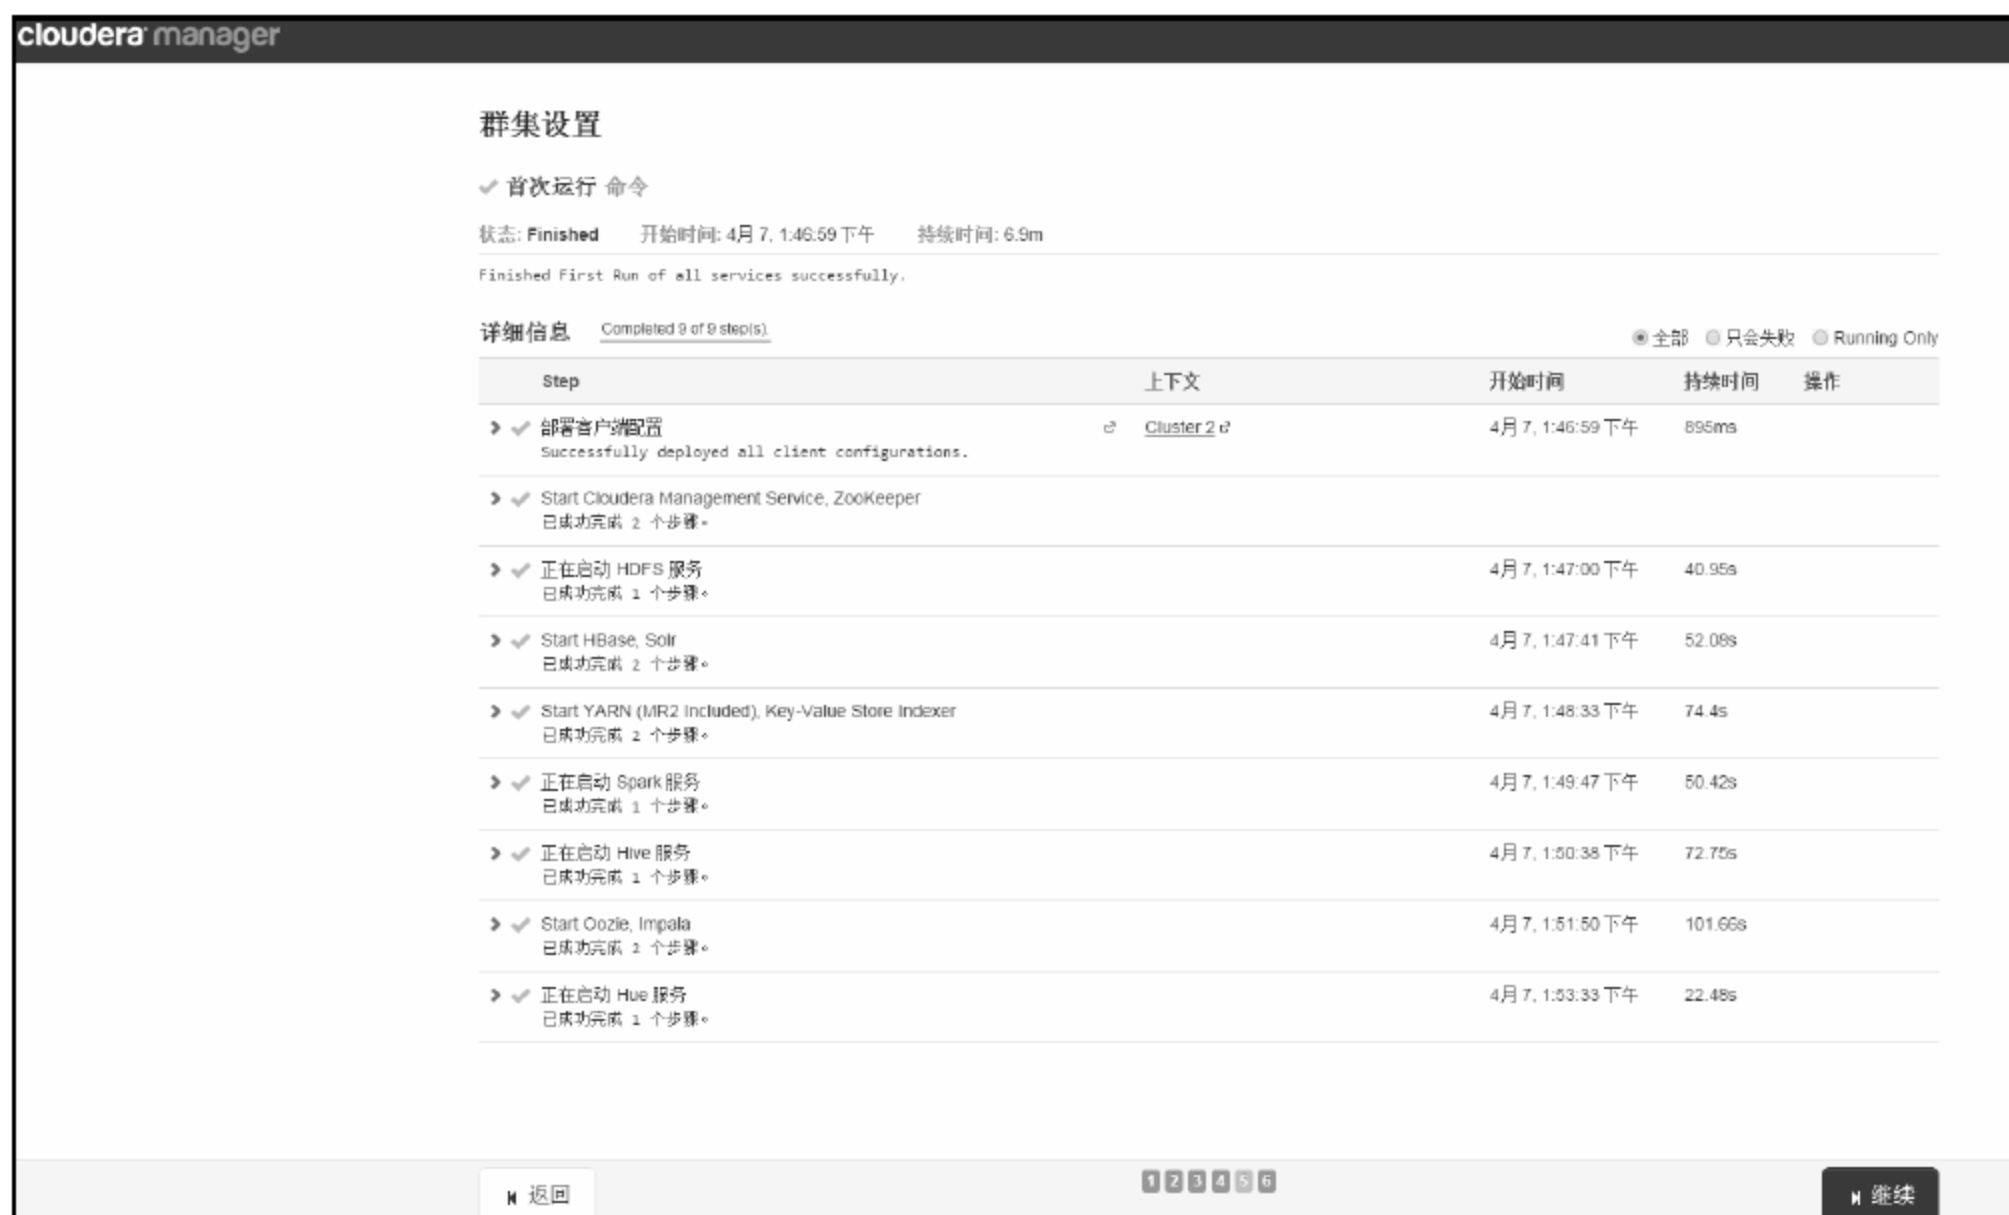 cloudera manager
群集设置
首次运行 命令
状态: Finished 开始时间: 4月 7, 1:46:59 下午 持续时间: 6.9m
Finished First Run of all services successfully.
详细信息 Completed 9 of 9 step(s). 全部 只会失败 Running Only
Step 上下文 开始时间 持续时间 操作
部署客户端配置 Cluster 2 4月 7, 1:46:59 下午 895ms
Successfully deployed all client configurations.
Start Cloudera Management Service, ZooKeeper
已成功完成 2 个步骤。
正在启动 HDFS 服务 4月 7, 1:47:00 下午 40.95s
已成功完成 1 个步骤。
Start HBase, Solr 4月 7, 1:47:41 下午 52.08s
已成功完成 2 个步骤。
Start YARN (MR2 Included), Key-Value Store Indexer 4月 7, 1:48:33 下午 74.4s
已成功完成 2 个步骤。
正在启动 Spark 服务 4月 7, 1:49:47 下午 50.42s
已成功完成 1 个步骤。
正在启动 Hive 服务 4月 7, 1:50:38 下午 72.75s
已成功完成 1 个步骤。
Start Oozie, Impala 4月 7, 1:51:50 下午 101.66s
已成功完成 2 个步骤。
正在启动 Hue 服务 4月 7, 1:53:33 下午 22.48s
已成功完成 1 个步骤。
返回 1 2 3 4 5 6 继续